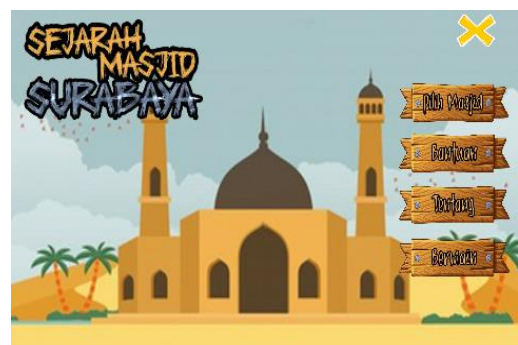 SEJARAH
MASJID
SURABAYA
Pilih Masjid
Bantuan
Tentang
Bermain